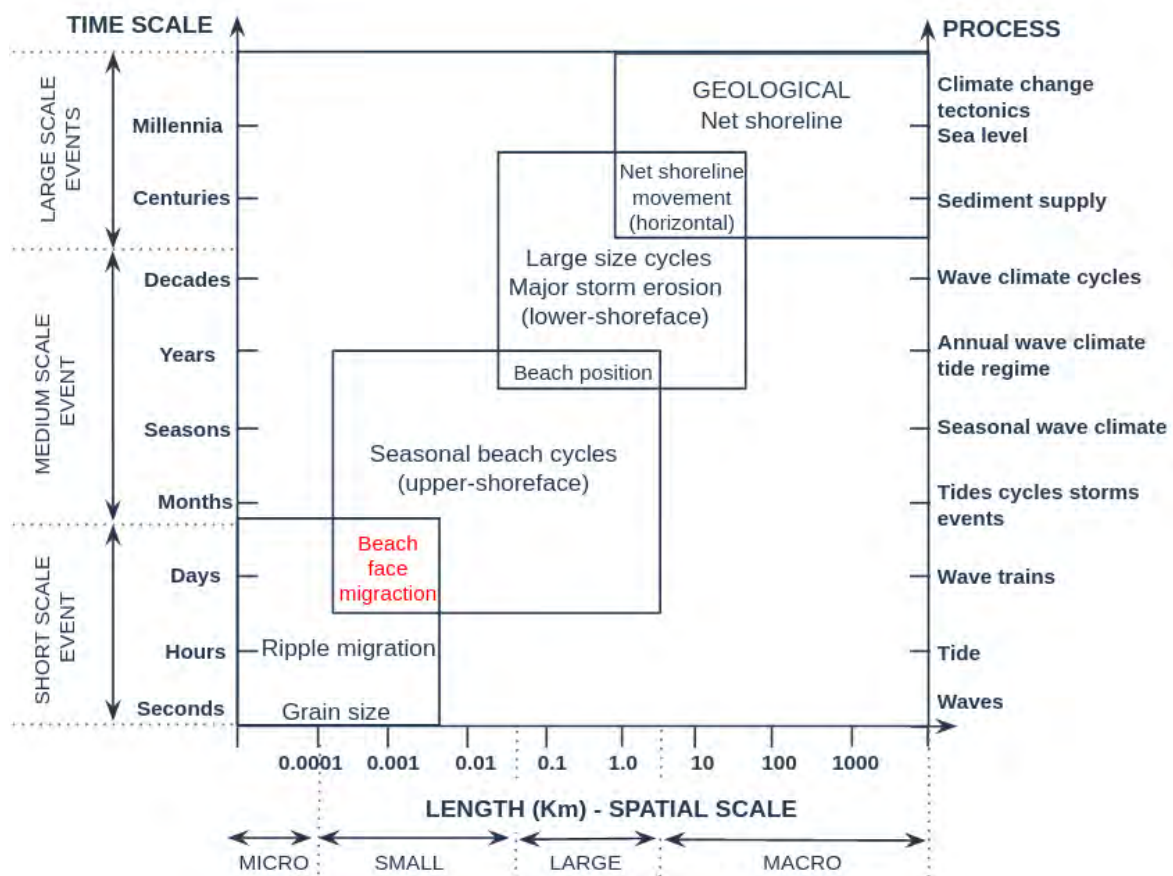 TIME SCALE
PROCESS
LARGE SCALE
EVENTS
MEDIUM SCALE
EVENT
SHORT SCALE
EVENT
Millennia
Centuries
Decades
Years
Seasons
Months
Days
Hours
Seconds
GEOLOGICAL
Net shoreline
Net shoreline
movement
(horizontal)
Large size cycles
Major storm erosion
(lower-shoreface)
Beach position
Seasonal beach cycles
(upper-shoreface)
Beach
face
migraction
Ripple migration
Grain size
Climate change
tectonics
Sea level
Sediment supply
Wave climate cycles
Annual wave climate
tide regime
Seasonal wave climate
Tides cycles storms
events
Wave trains
Tide
Waves
0.0001 0.001 0.01 0.1 1.0 10 100 1000
LENGTH (Km) - SPATIAL SCALE
MICRO SMALL LARGE MACRO